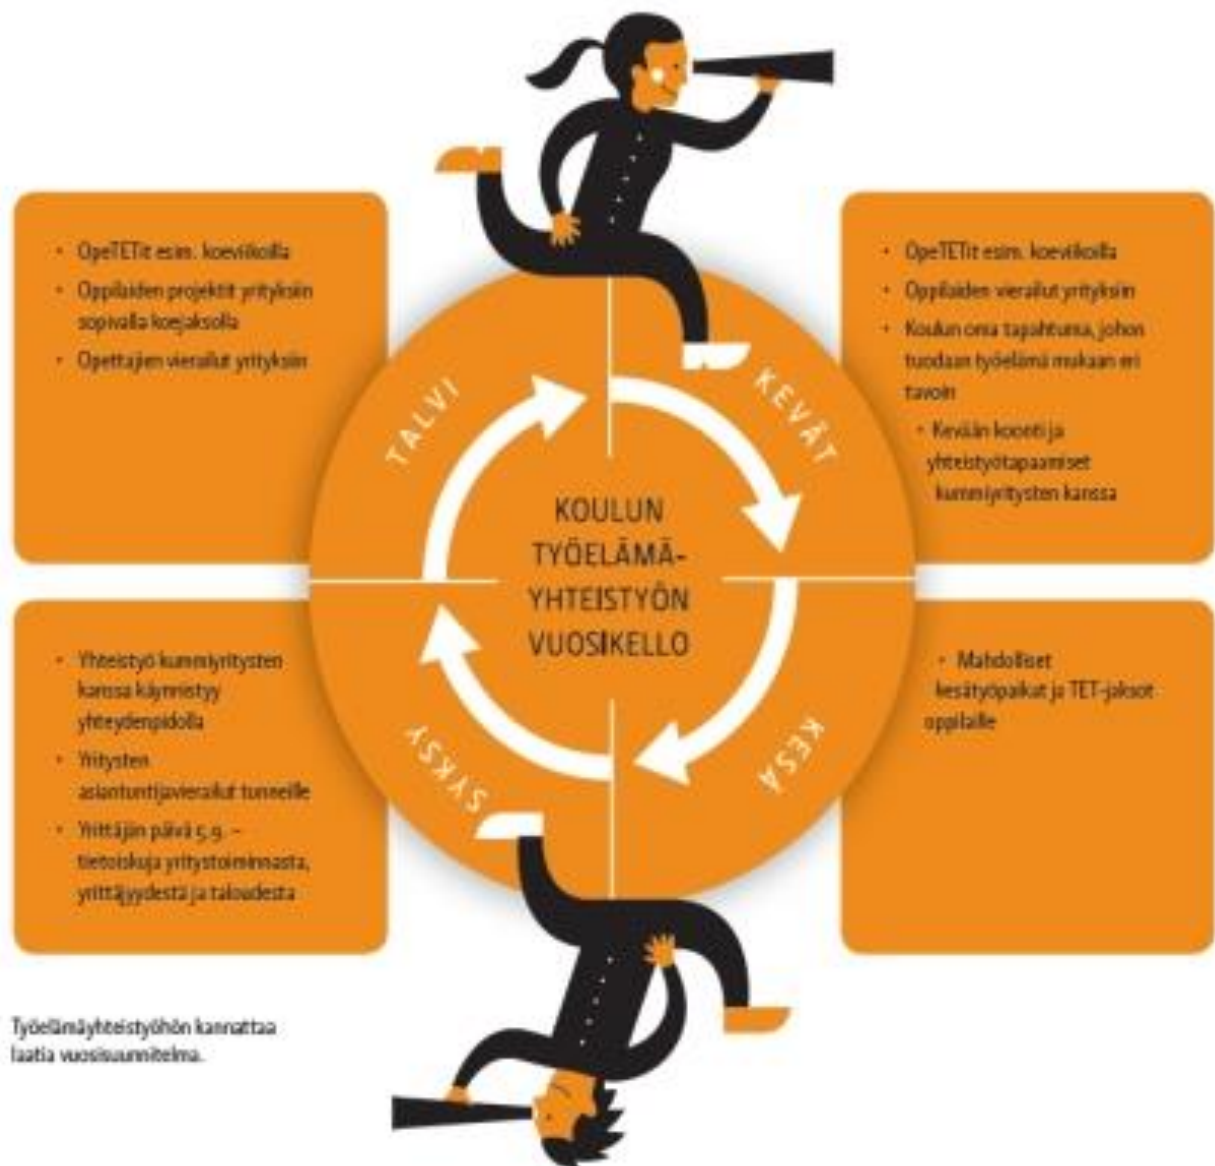 • OpeTETit esim. koeviikoilla
• Oppilaiden projektit yrityksiin
sopivalla koejaksolla
• Opettajien vierailut yrityksiin
• OpeTETit esim. koeviikoilla
• Oppilaiden vierailut yrityksiin
• Koulun oma tapahtuma, johon
tuodaan työelämä mukaan eri
tavoin
• Kevään koonti ja
yhteistyötapaamiset
kummiyritysten kanssa
TALVI
KEVÄT
KOULUN
TYÖELÄMÄ-
YHTEISTYÖN
VUOSIKELLO
SYKSY
KESÄ
• Yhteistyö kummiyritysten
kanssa käynnistyy
yhteydenpidolla
• Yritysten
asiantuntijavierailut tunneille
• Yrittäjän päivä 5.9. –
tietoiskuja yritystoiminnasta,
yrittäjyydestä ja taloudesta
• Mahdolliset
kesätyöpaikat ja TET-jaksot
oppilaille
Työelämäyhteistyöhön kannattaa
laatia vuosisuunnitelma.